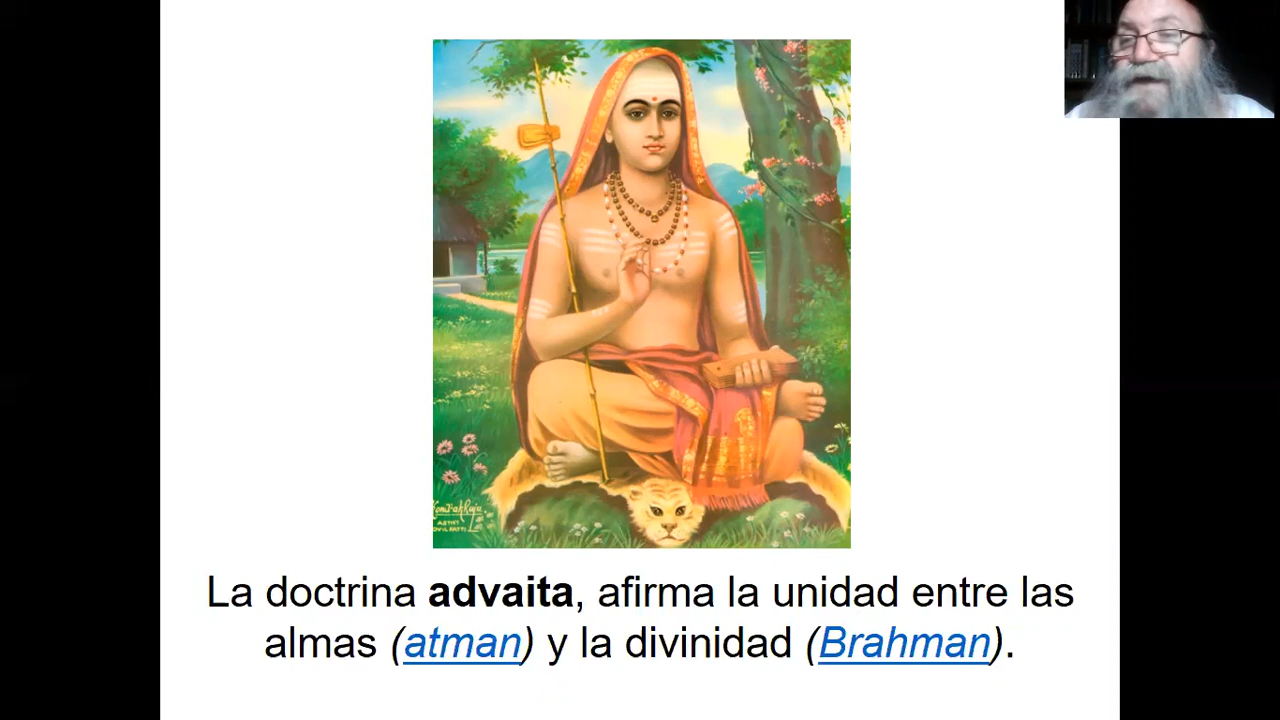 La doctrina advaita, afirma la unidad entre las
almas (atman) y la divinidad (Brahman).